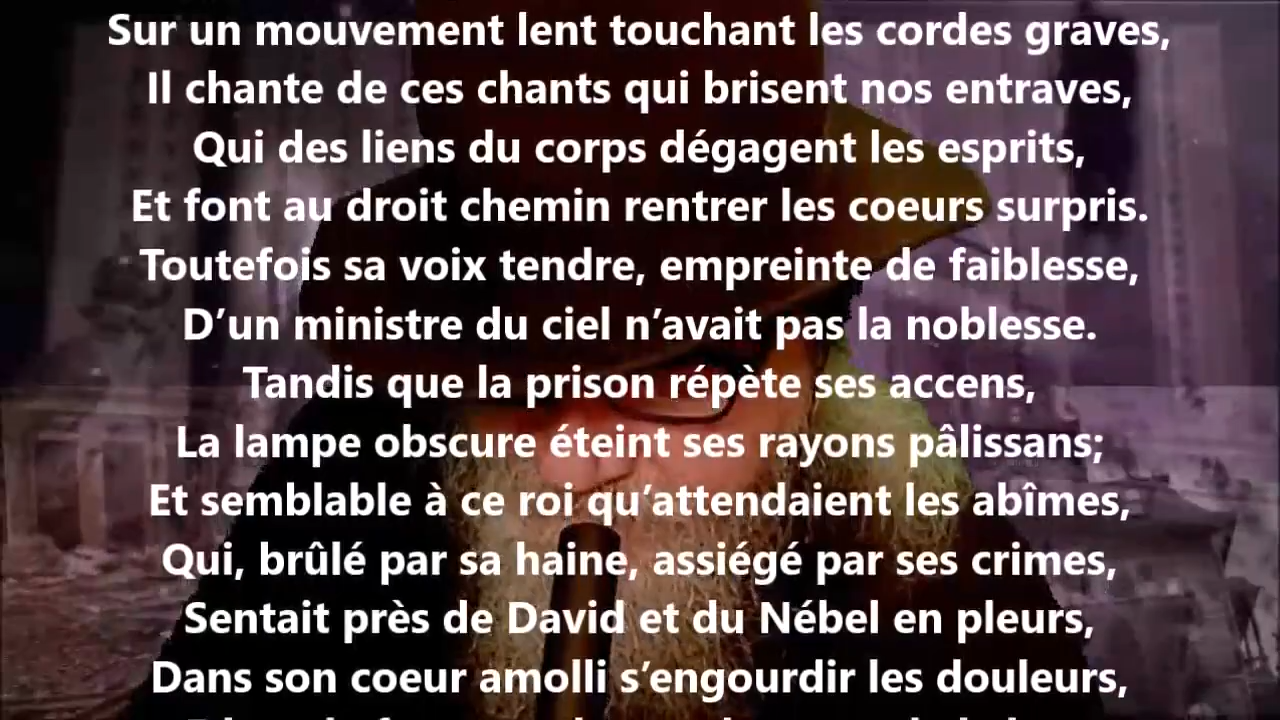 Sur un mouvement lent touchant les cordes graves,
Il chante de ces chants qui brisent nos entraves,
Qui des liens du corps dégagent les esprits,
Et font au droit chemin rentrer les coeurs surpris.
Toutefois sa voix tendre, empreinte de faiblesse,
D’un ministre du ciel n’avait pas la noblesse.
Tandis que la prison répète ses accens,
La lampe obscure éteint ses rayons pâlissans;
Et semblable à ce roi qu’attendaient les abîmes,
Qui, brûlé par sa haine, assiégé par ses crimes,
Sentait près de David et du Nébel en pleurs,
Dans son coeur amolli s’engourdir les douleurs,